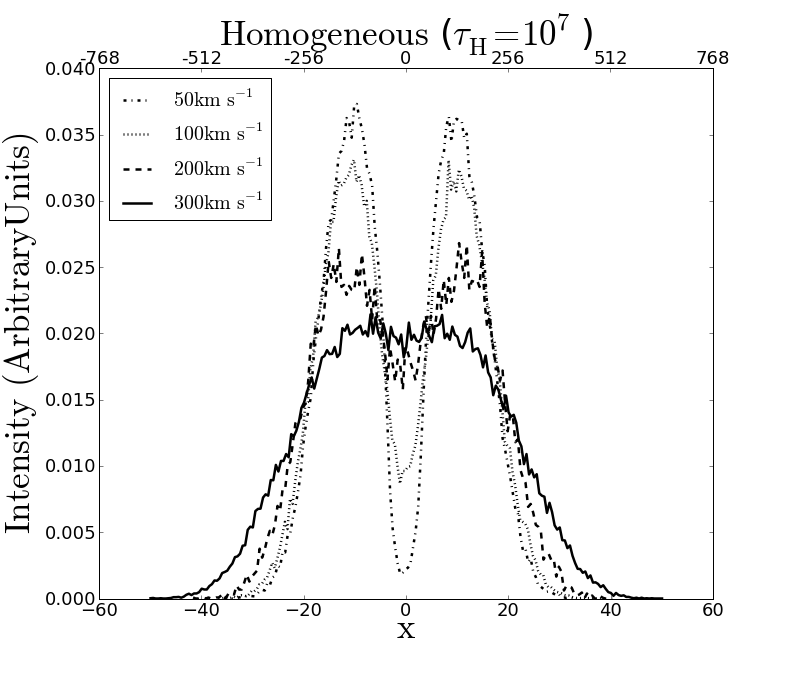 Homogeneous (τ_H=10^7 )
-768 -512 -256 0 256 512 768
50km s^−1
100km s^−1
200km s^−1
300km s^−1
Intensity (ArbitraryUnits)
0.040
0.035
0.030
0.025
0.020
0.015
0.010
0.005
0.000
−60 −40 −20 0 20 40 60
x